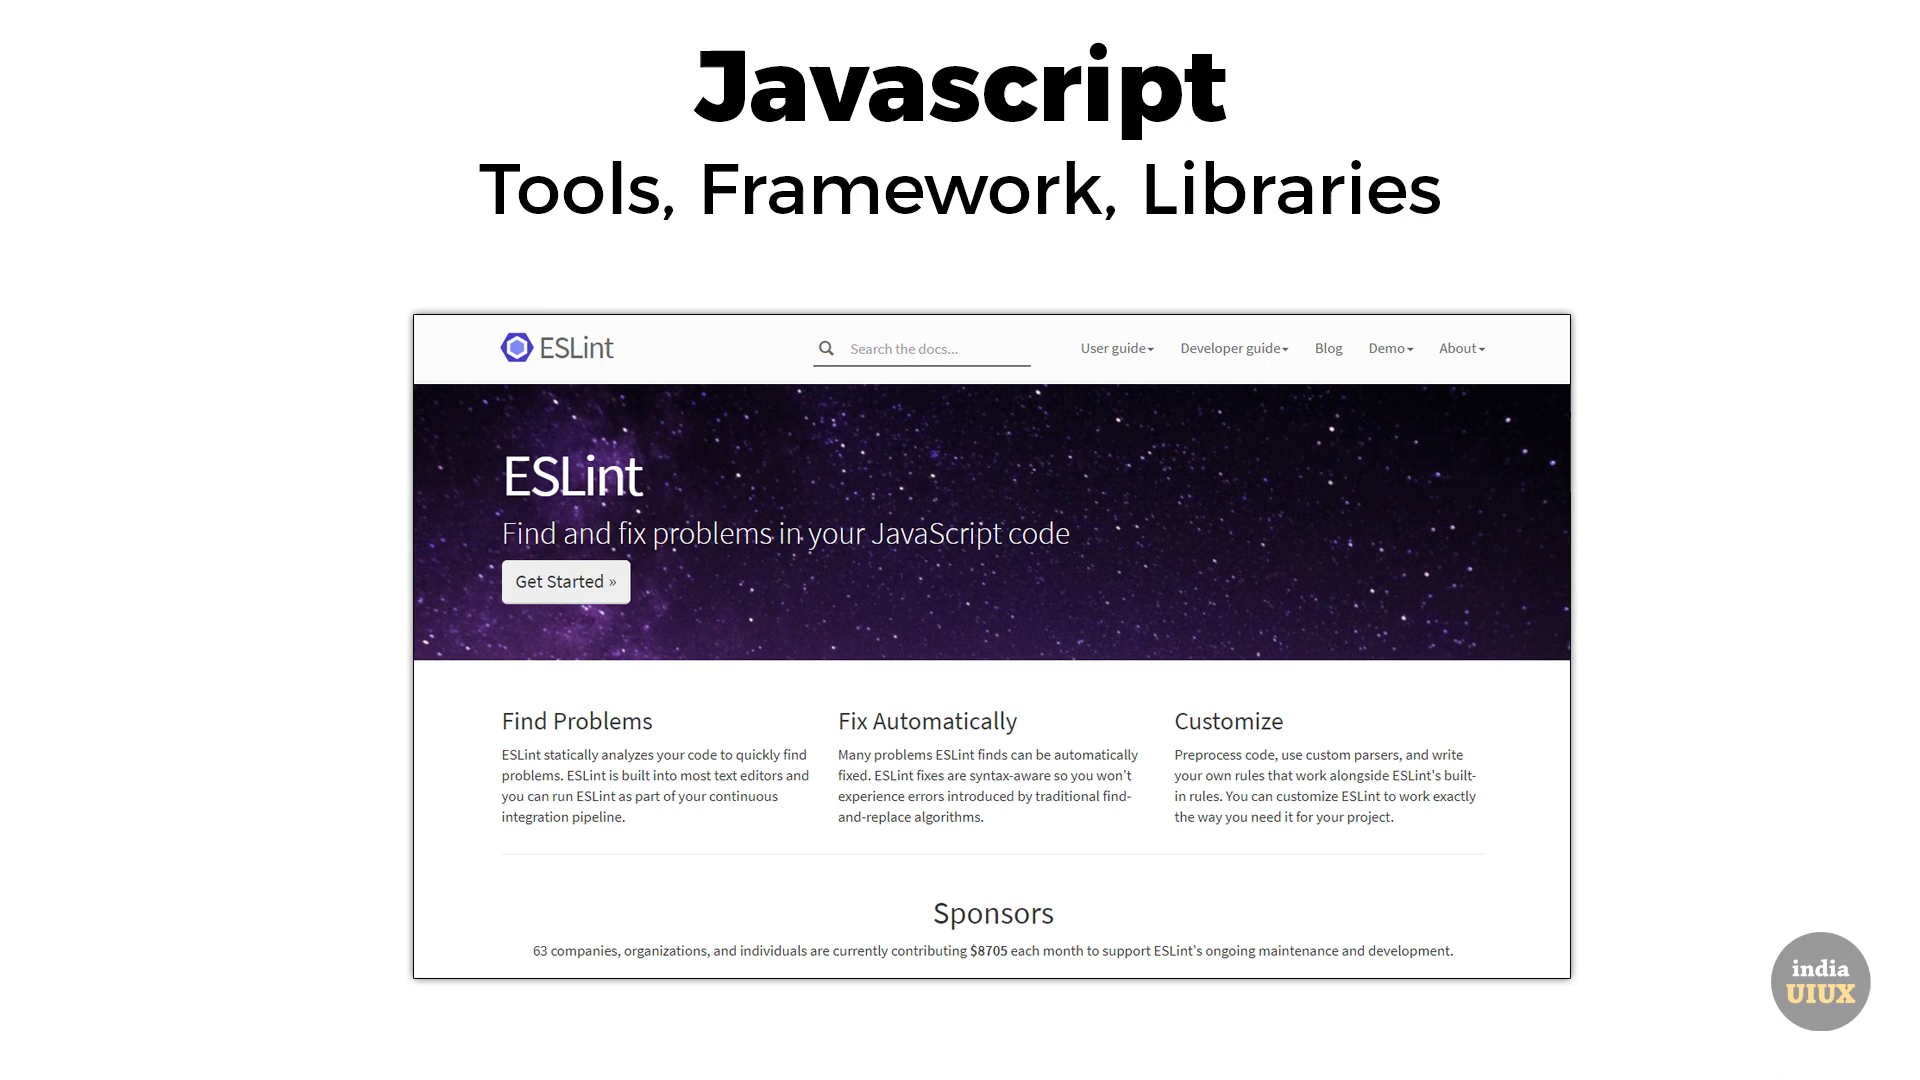 Javascript
Tools, Framework, Libraries
ESLint
Search the docs...
User guide
Developer guide
Blog
Demo
About
ESLint
Find and fix problems in your JavaScript code
Get Started »
Find Problems
ESLint statically analyzes your code to quickly find
problems. ESLint is built into most text editors and
you can run ESLint as part of your continuous
integration pipeline.
Fix Automatically
Many problems ESLint finds can be automatically
fixed. ESLint fixes are syntax-aware so you won't
experience errors introduced by traditional find-
and-replace algorithms.
Customize
Preprocess code, use custom parsers, and write
your own rules that work alongside ESLint's built-
in rules. You can customize ESLint to work exactly
the way you need it for your project.
Sponsors
63 companies, organizations, and individuals are currently contributing $8705 each month to support ESLint's ongoing maintenance and development.
india
UIUX